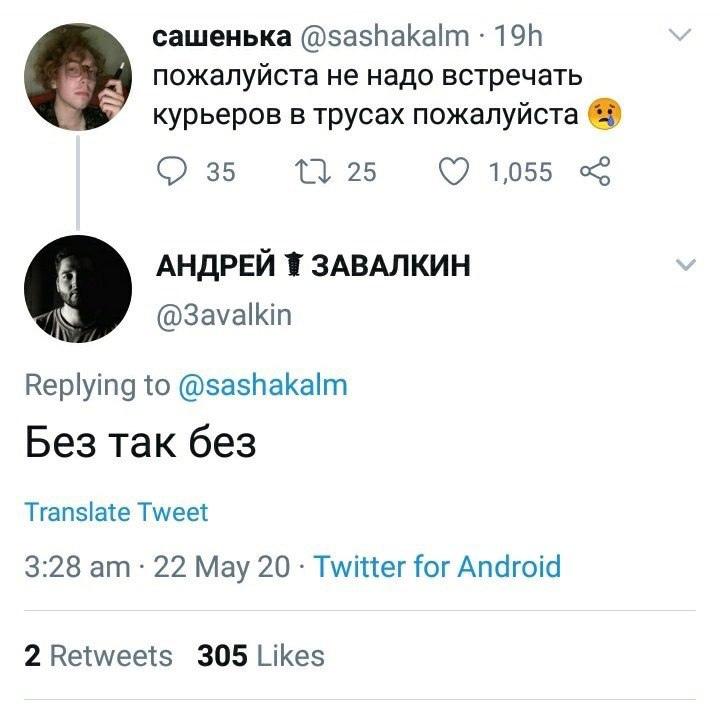 сашенька @sashakalm · 19h
пожалуйста не надо встречать
курьеров в трусах пожалуйста 😢
35 25 1,055
АНДРЕЙ ☤ ЗАВАЛКИН
@3avalkin
Replying to @sashakalm
Без так без
Translate Tweet
3:28 am · 22 May 20 · Twitter for Android
2 Retweets 305 Likes